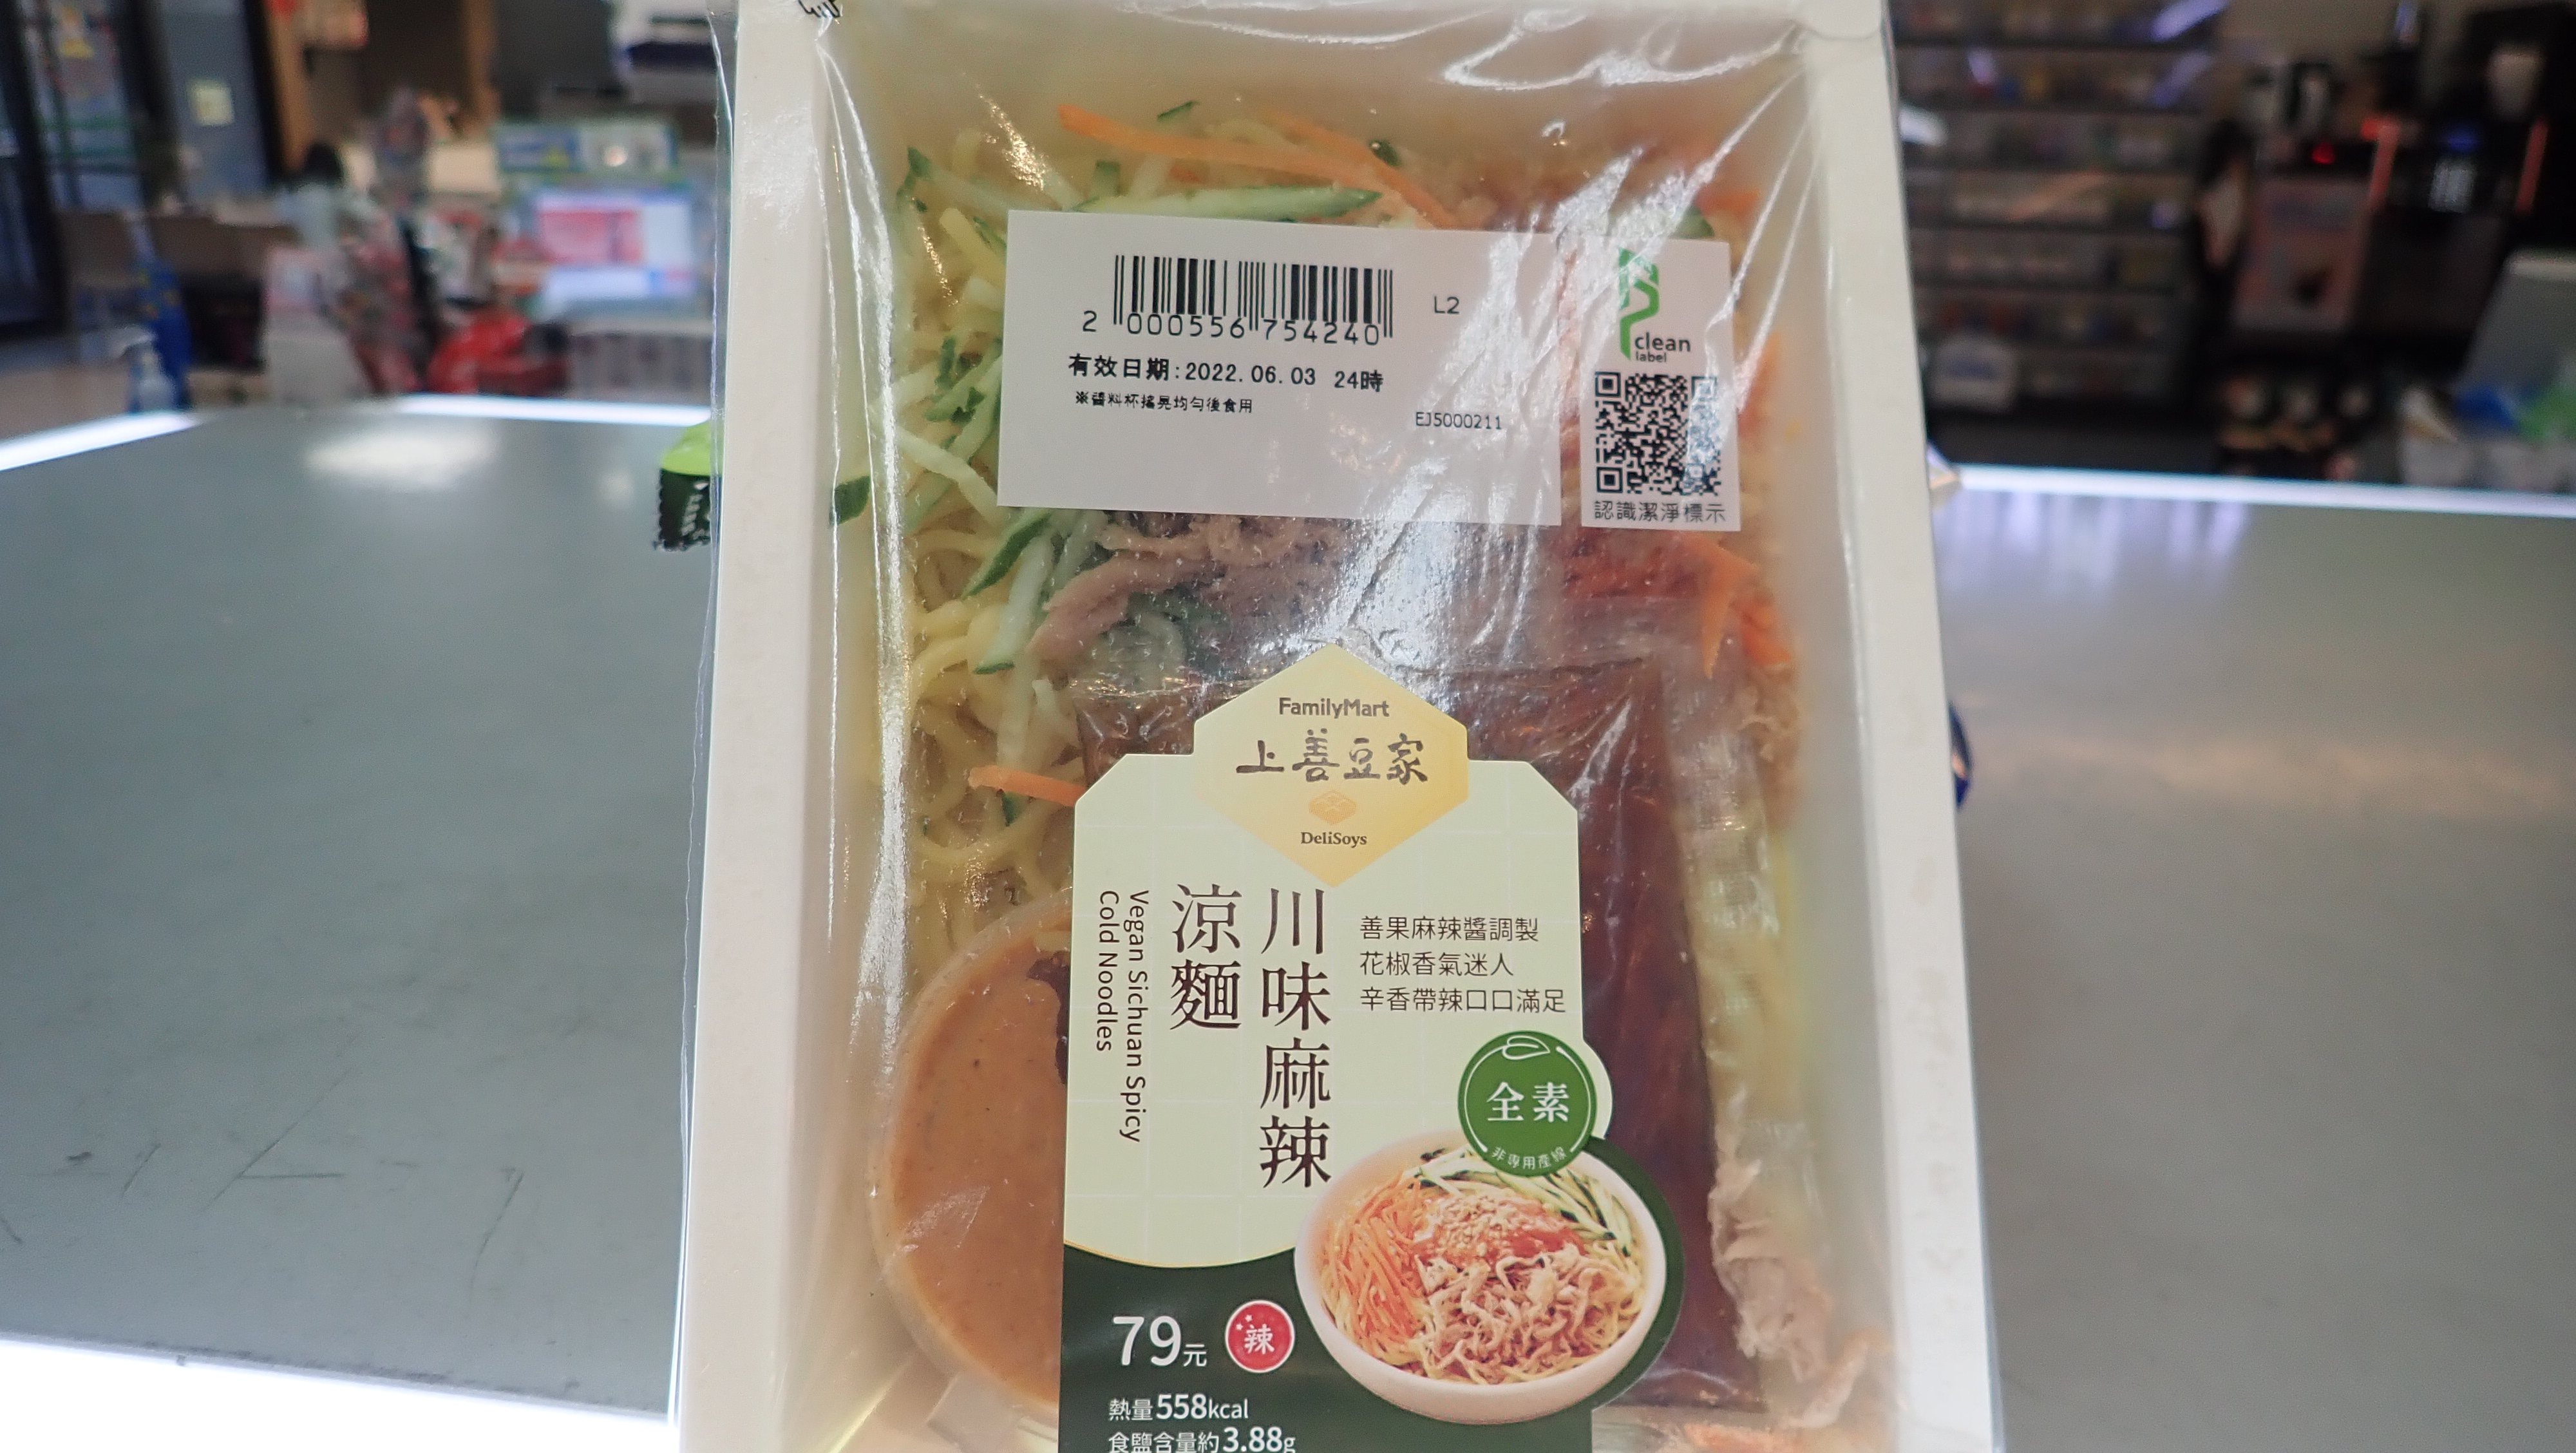 2 000556 754240
L2
有效日期:2022.06.03 24時
※醬料杯搖晃均勻後食用
EJ5000211
clean
label
認識潔淨標示
FamilyMart
上善豆家
DeliSoys
川味麻辣
涼麵
Vegan Sichuan Spicy
Cold Noodles
善果麻辣醬調製
花椒香氣迷人
辛香帶辣口口滿足
全素
非專用產線
79元
辣
熱量558kcal
食鹽含量約3.88g